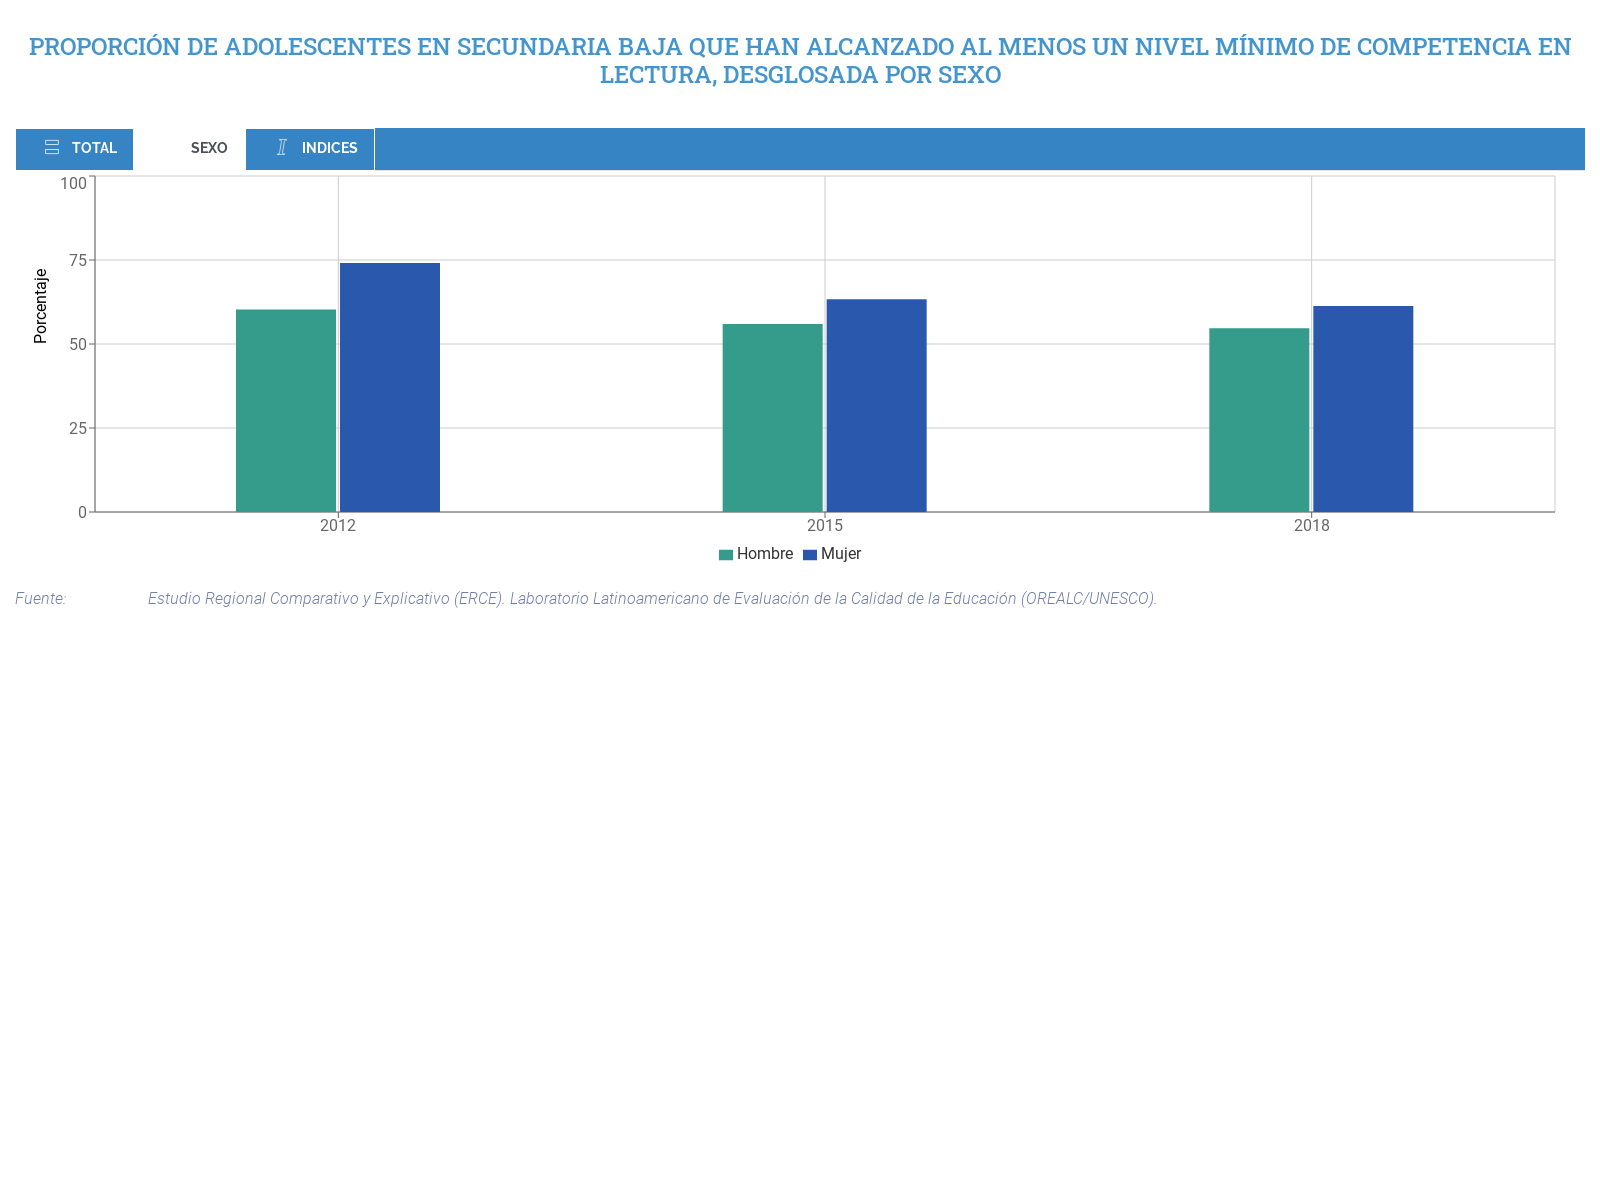 PROPORCIÓN DE ADOLESCENTES EN SECUNDARIA BAJA QUE HAN ALCANZADO AL MENOS UN NIVEL MÍNIMO DE COMPETENCIA EN
LECTURA, DESGLOSADA POR SEXO
TOTAL SEXO INDICES
100
75
50
25
0
Porcentaje
2012 2015 2018
Hombre Mujer
Fuente: Estudio Regional Comparativo y Explicativo (ERCE). Laboratorio Latinoamericano de Evaluación de la Calidad de la Educación (OREALC/UNESCO).